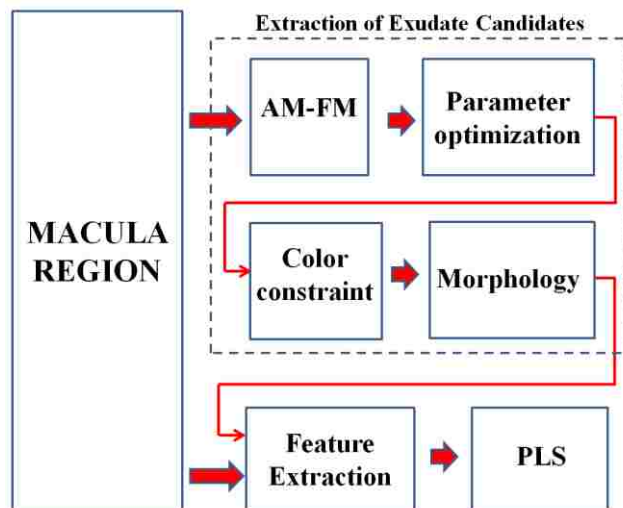 Extraction of Exudate Candidates
AM-FM
Parameter
optimization
MACULA
REGION
Color
constraint
Morphology
Feature
Extraction
PLS